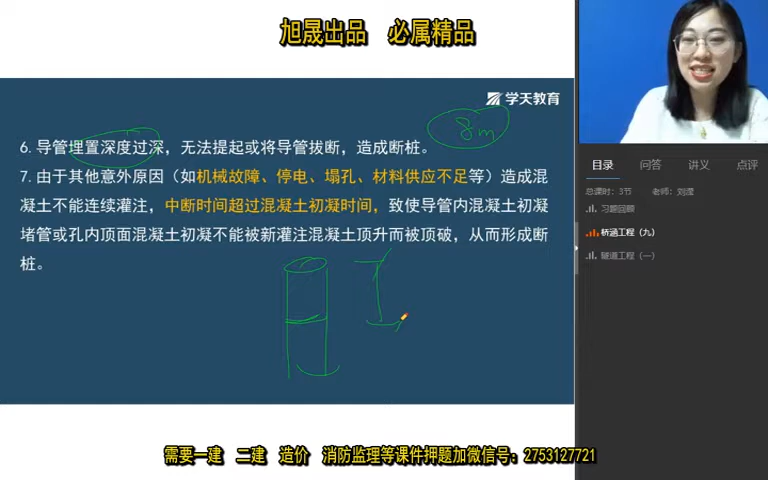 旭晟出品 必属精品
学天教育
8m
6.导管埋置深度过深，无法提起或将导管拔断，造成断桩。
7.由于其他意外原因（如机械故障、停电、塌孔、材料供应不足等）造成混
凝土不能连续灌注，中断时间超过混凝土初凝时间，致使导管内混凝土初凝
堵管或孔内顶面混凝土初凝不能被新灌注混凝土顶升而被顶破，从而形成断
桩。
目录 问答 讲义 点评
总课时：3节 老师：刘滢
习题回顾
桥涵工程（九）
隧道工程（一）
需要一建 二建 造价 消防监理等课件押题加微信号：2753127721